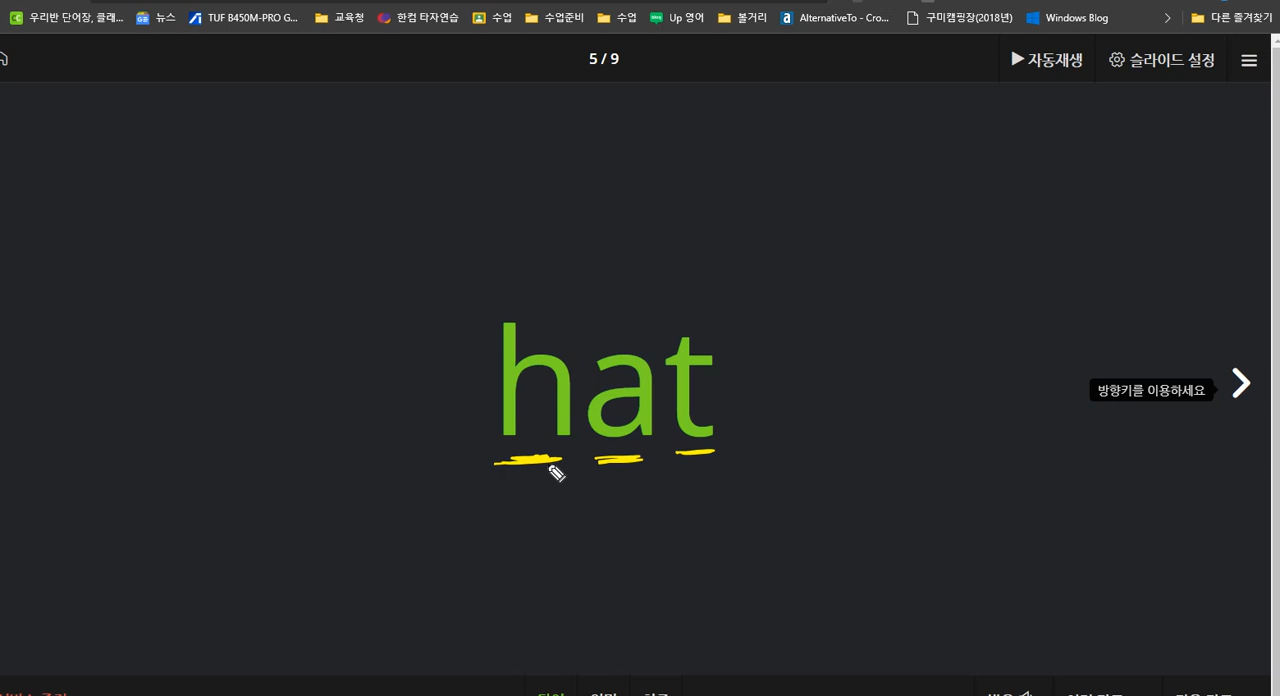 우리반 단어장, 클래... 뉴스 TUF B450M-PRO G... 교육청 한컴 타자연습 수업 수업준비 수업 Up 영어 볼거리 AlternativeTo - Cro... 구미캠핑장(2018년) Windows Blog 다른 즐겨찾기
5 / 9 자동재생 슬라이드 설정
hat
방향키를 이용하세요